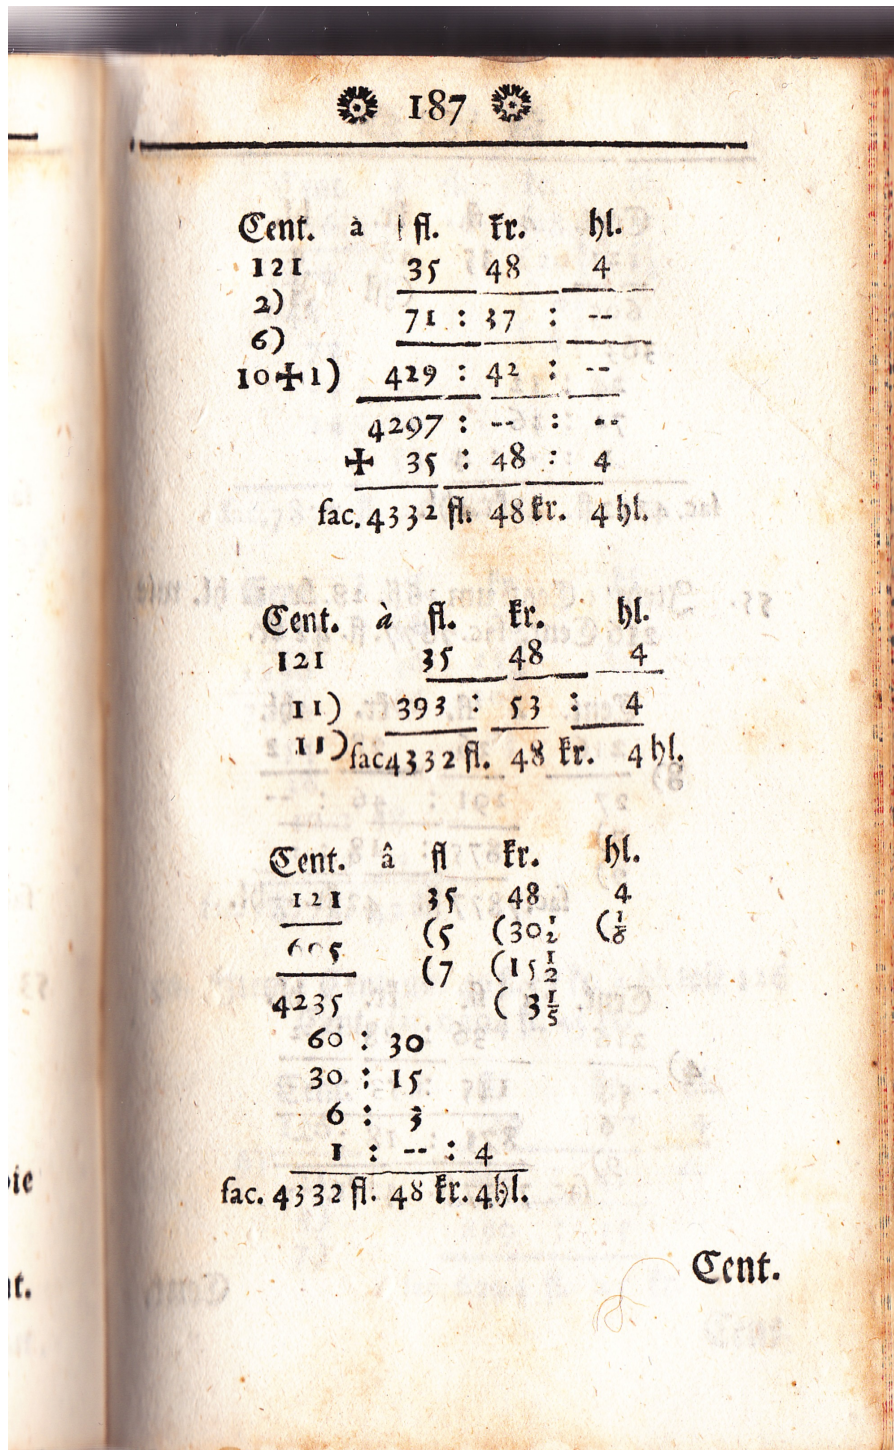 187
Cent. à fl. kr. hl.
121 35 48 4
2)
71 : 37 : --
6)
10+1) 429 : 42 : --
4297 : -- : --
+ 35 : 48 : 4
fac. 4332 fl. 48 kr. 4 hl.
Cent. à fl. kr. hl.
121 35 48 4
11) 393 : 53 : 4
11) fac 4332 fl. 48 kr. 4 hl.
Cent. â fl kr. hl.
121 35 48 4
(5 (30½ (⅛
605
(7 (15½
4235 ( 3⅕
60 : 30
30 : 15
6 : 3
1 : -- : 4
fac. 4332 fl. 48 kr. 4 hl.
Cent.